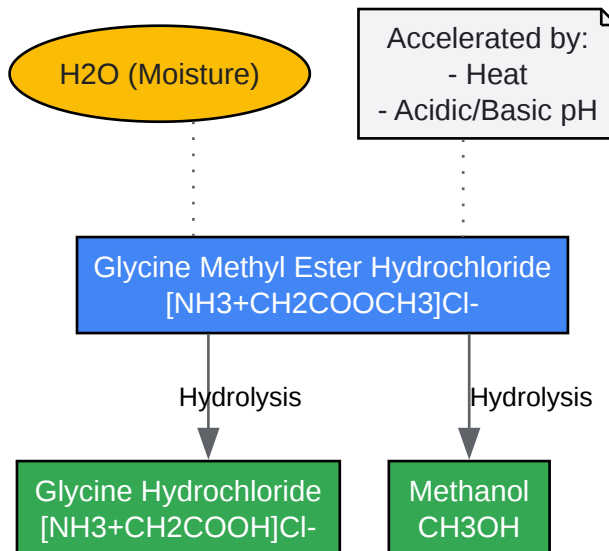 H2O (Moisture)
Accelerated by:
- Heat
- Acidic/Basic pH
Glycine Methyl Ester Hydrochloride
[NH3+CH2COOCH3]Cl-
Hydrolysis
Hydrolysis
Glycine Hydrochloride
[NH3+CH2COOH]Cl-
Methanol
CH3OH